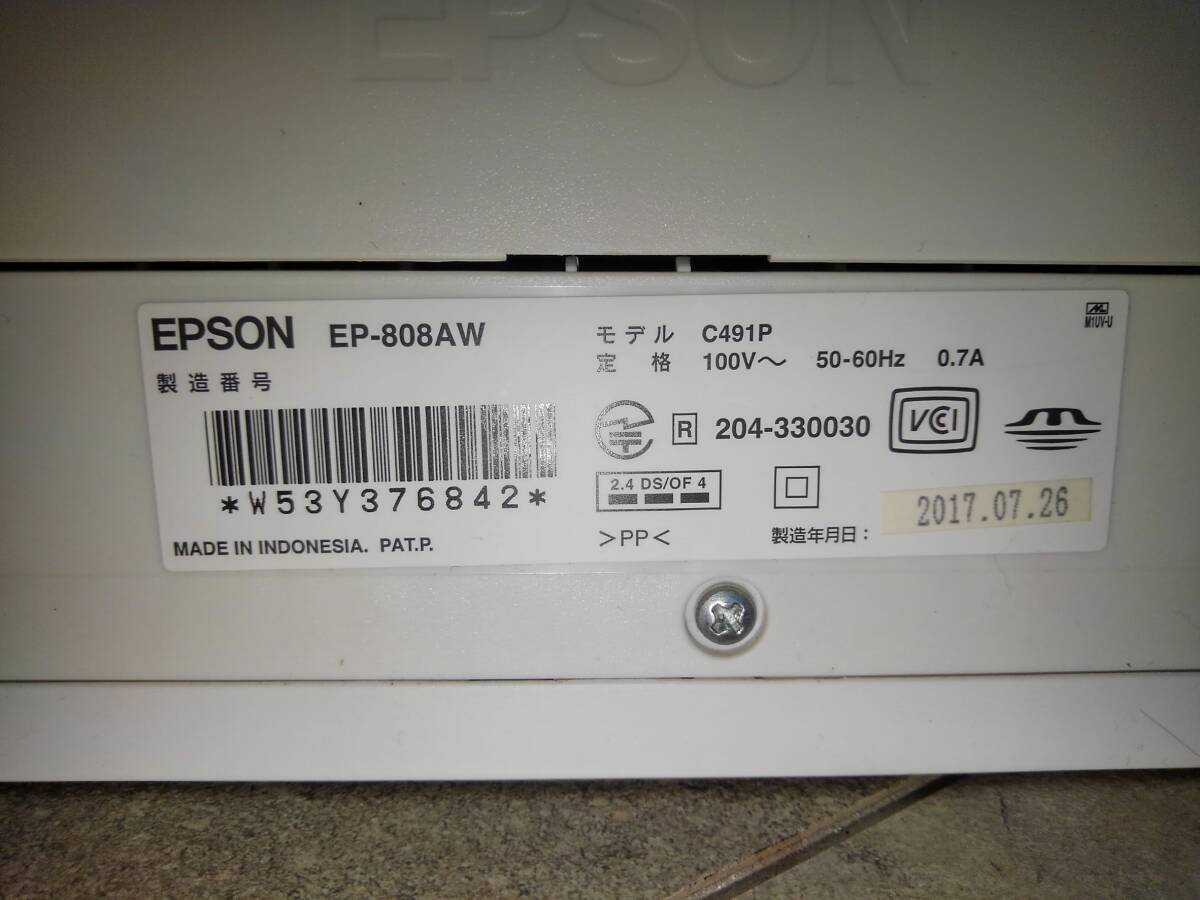 EPSON
EPSON EP-808AW
製造番号
*W53Y376842*
MADE IN INDONESIA. PAT.P.
モデル C491P
定格 100V～ 50-60Hz 0.7A
M1UV-U
R 204-330030
VCCI
2.4 DS/OF 4
>PP<
製造年月日：2017.07.26